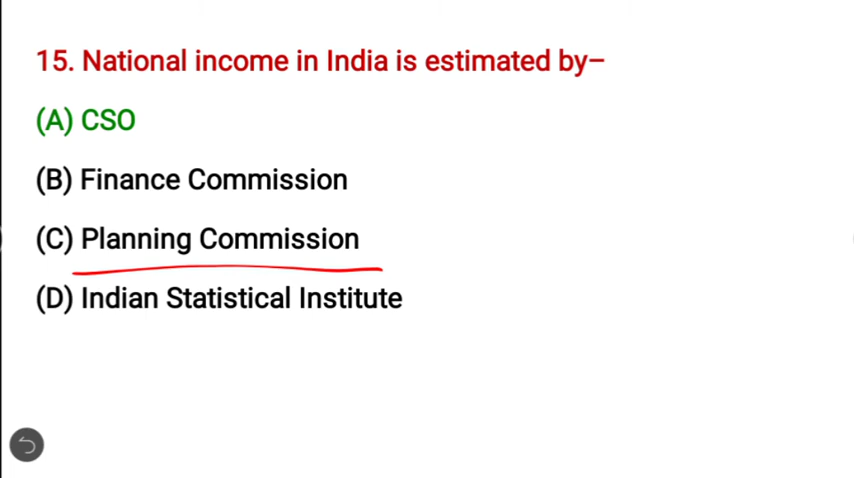 15. National income in India is estimated by–
(A) CSO
(B) Finance Commission
(C) Planning Commission
(D) Indian Statistical Institute